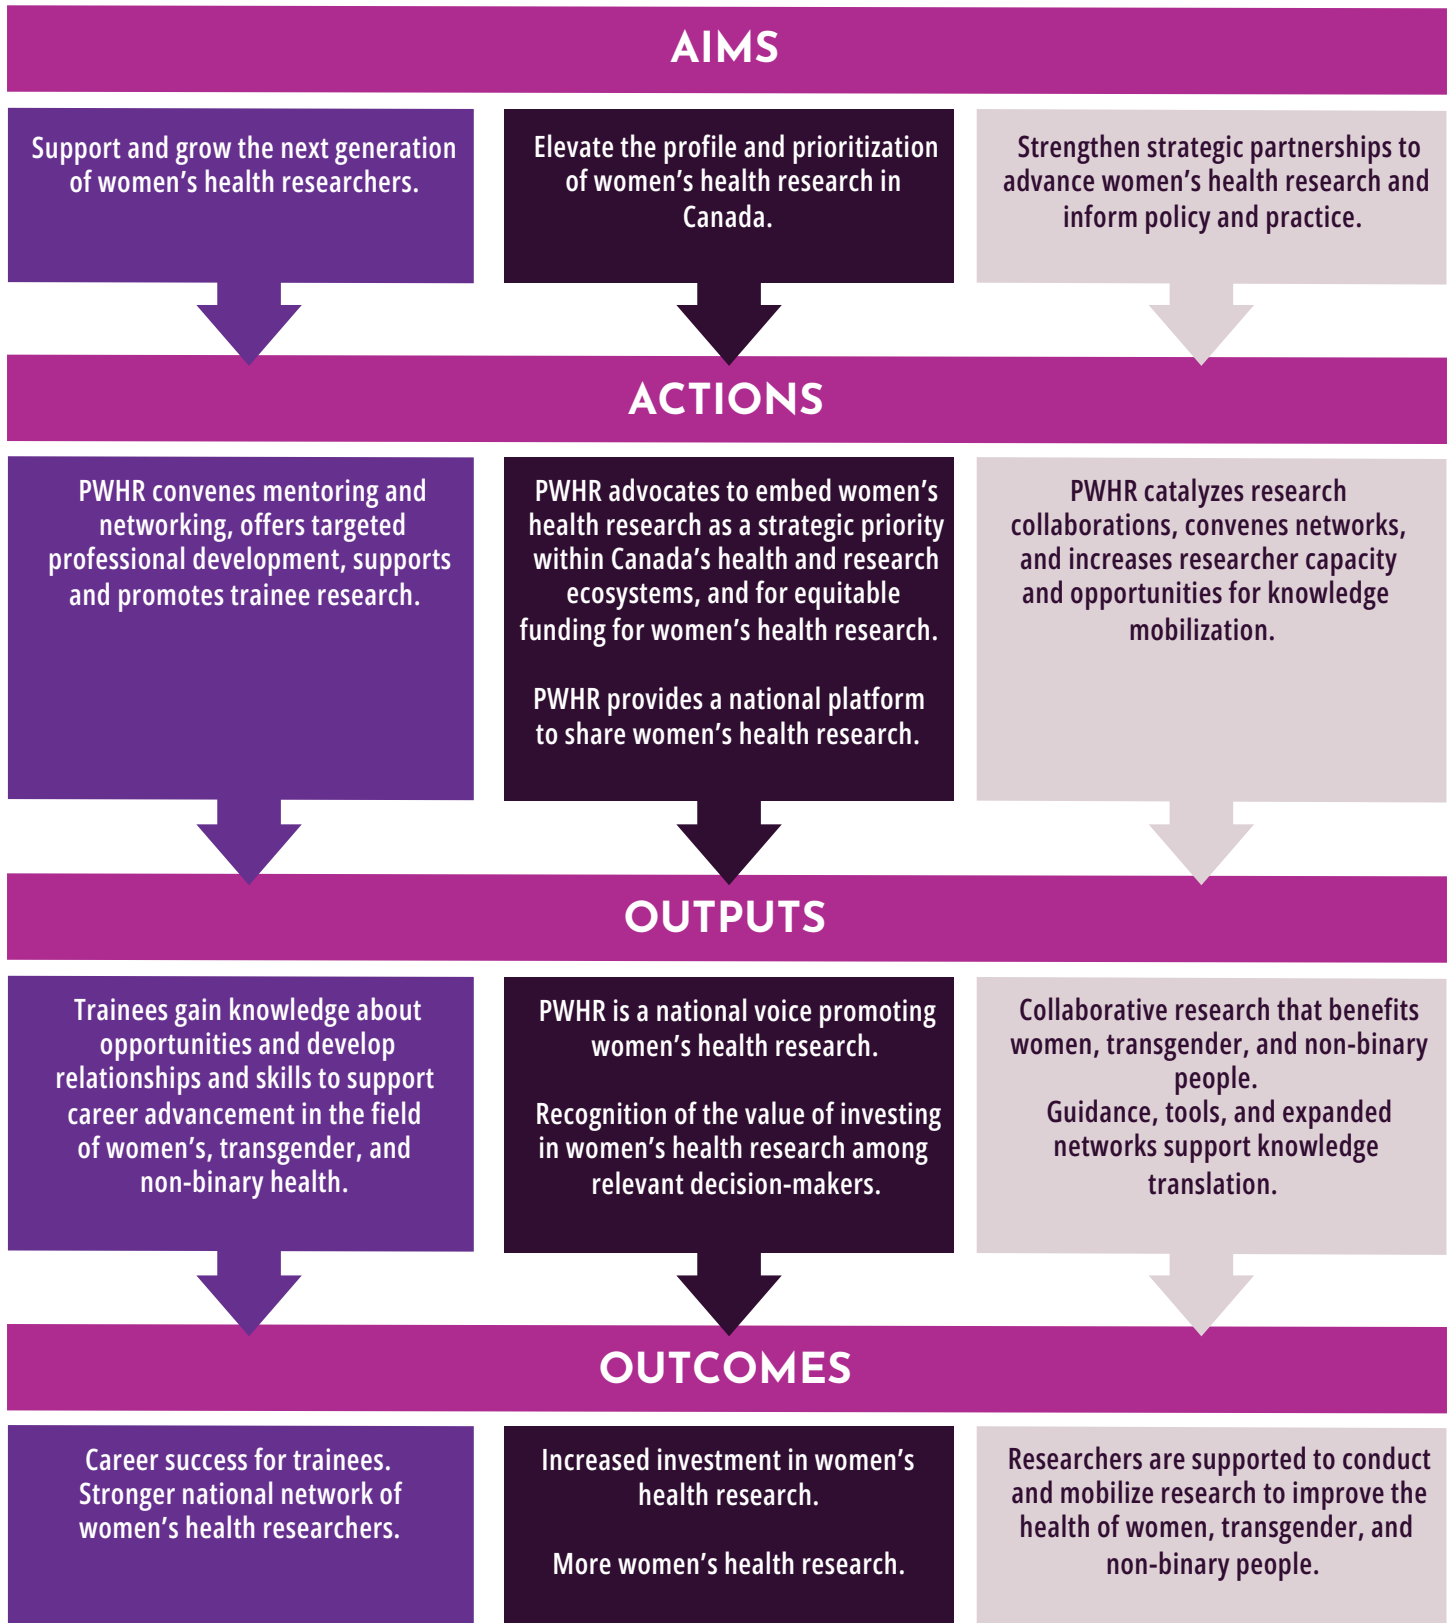 AIMS
Support and grow the next generation
of women’s health researchers.
Elevate the profile and prioritization
of women’s health research in
Canada.
Strengthen strategic partnerships to
advance women’s health research and
inform policy and practice.
ACTIONS
PWHR convenes mentoring and
networking, offers targeted
professional development, supports
and promotes trainee research.
PWHR advocates to embed women’s
health research as a strategic priority
within Canada’s health and research
ecosystems, and for equitable
funding for women’s health research.
PWHR provides a national platform
to share women’s health research.
PWHR catalyzes research
collaborations, convenes networks,
and increases researcher capacity
and opportunities for knowledge
mobilization.
OUTPUTS
Trainees gain knowledge about
opportunities and develop
relationships and skills to support
career advancement in the field
of women’s, transgender, and
non-binary health.
PWHR is a national voice promoting
women’s health research.
Recognition of the value of investing
in women’s health research among
relevant decision-makers.
Collaborative research that benefits
women, transgender, and non-binary
people.
Guidance, tools, and expanded
networks support knowledge
translation.
OUTCOMES
Career success for trainees.
Stronger national network of
women’s health researchers.
Increased investment in women’s
health research.
More women’s health research.
Researchers are supported to conduct
and mobilize research to improve the
health of women, transgender, and
non-binary people.